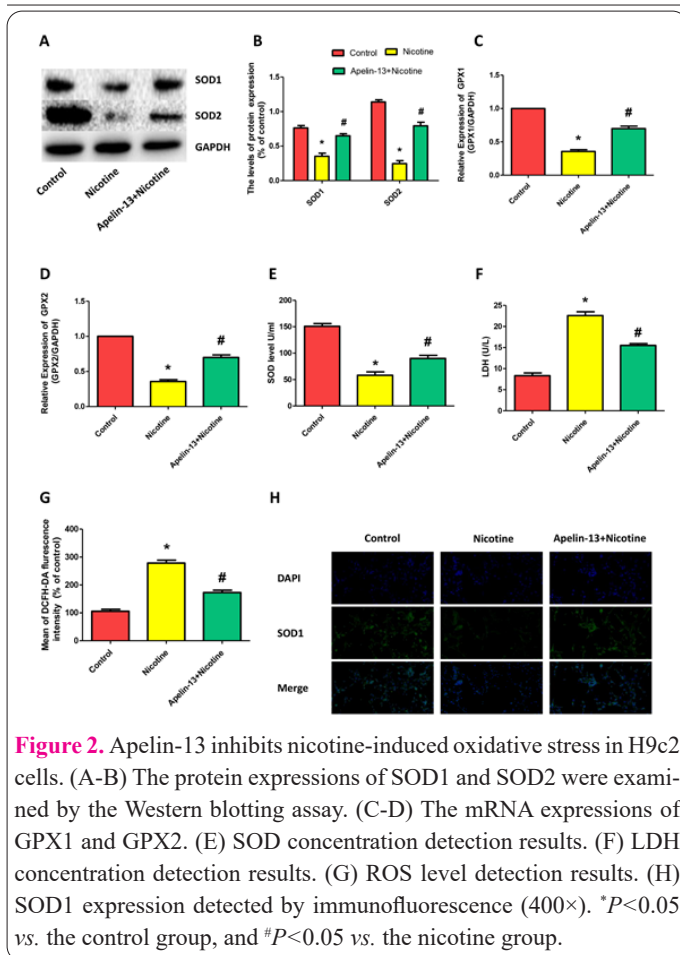 A
SOD1
SOD2
GAPDH
Control
Nicotine
Apelin-13+Nicotine
B
Control
Nicotine
Apelin-13+Nicotine
The levels of protein expression
(% of control)
1.5
1.0
0.5
0.0
*
#
*
#
SOD1
SOD2
C
Relative Expression of GPX1
(GPX1/GAPDH)
1.5
1.0
0.5
0.0
*
#
Control
Nicotine
Apelin-13+Nicotine
D
Relative Expression of GPX2
(GPX2/GAPDH)
1.5
1.0
0.5
0.0
*
#
Control
Nicotine
Apelin-13+Nicotine
E
SOD level U/ml
200
150
100
50
0
*
#
Control
Nicotine
Apelin-13+Nicotine
F
LDH (U/L)
25
20
15
10
5
0
*
#
Control
Nicotine
Apelin-13+Nicotine
G
Mean of DCFH-DA flurescence
intensity (% of control)
400
300
200
100
0
*
#
Control
Nicotine
Apelin-13+Nicotine
H
Control Nicotine Apelin-13+Nicotine
DAPI
SOD1
Merge
Figure 2. Apelin-13 inhibits nicotine-induced oxidative stress in H9c2
cells. (A-B) The protein expressions of SOD1 and SOD2 were exami-
ned by the Western blotting assay. (C-D) The mRNA expressions of
GPX1 and GPX2. (E) SOD concentration detection results. (F) LDH
concentration detection results. (G) ROS level detection results. (H)
SOD1 expression detected by immunofluorescence (400×). *P<0.05
vs. the control group, and #P<0.05 vs. the nicotine group.